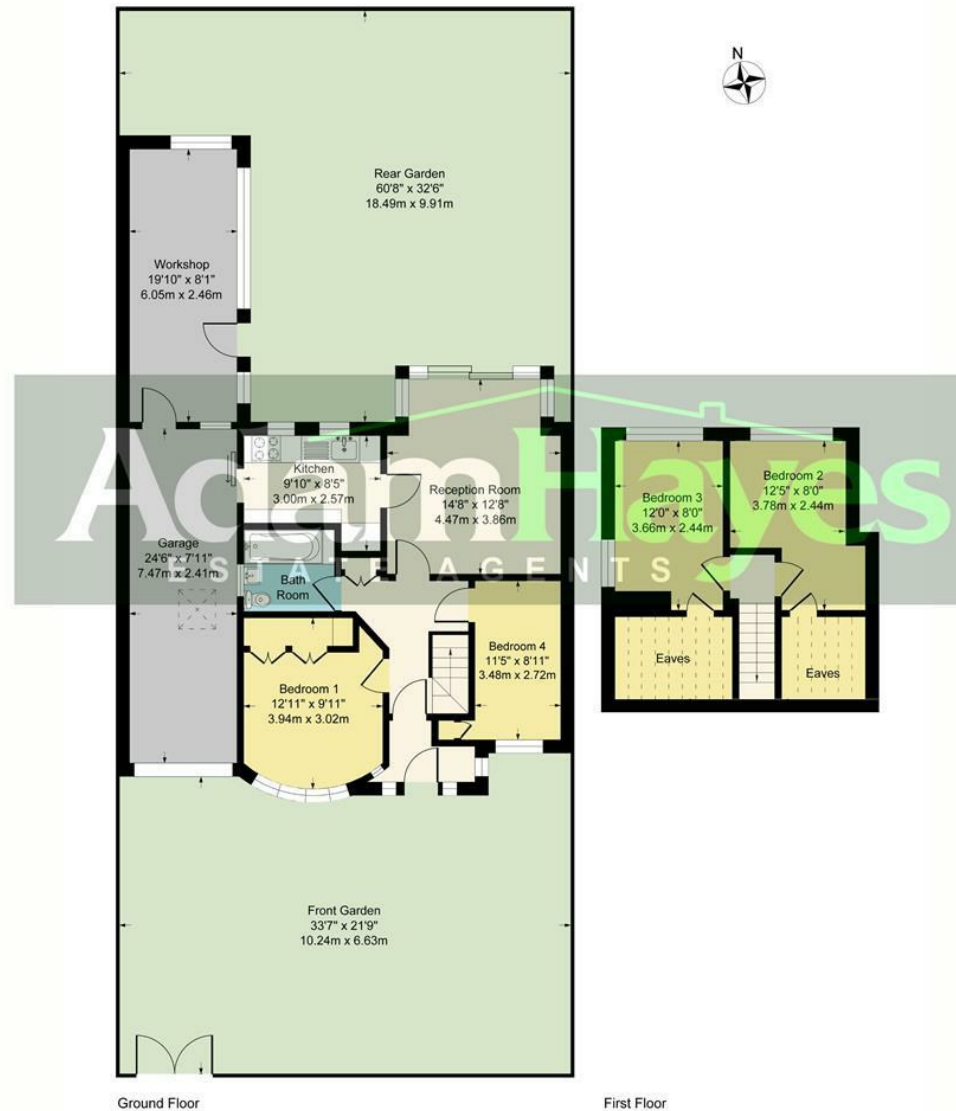 N
Rear Garden
60'8" x 32'6"
18.49m x 9.91m
Workshop
19'10" x 8'1"
6.05m x 2.46m
AdamHayes
ESTATE AGENTS
Kitchen
9'10" x 8'5"
3.00m x 2.57m
Reception Room
14'8" x 12'8"
4.47m x 3.86m
Bedroom 3
12'0" x 8'0"
3.66m x 2.44m
Bedroom 2
12'5" x 8'0"
3.78m x 2.44m
Garage
24'6" x 7'11"
7.47m x 2.41m
Bath
Room
Bedroom 4
11'5" x 8'11"
3.48m x 2.72m
Bedroom 1
12'11" x 9'11"
3.94m x 3.02m
Eaves
Eaves
Front Garden
33'7" x 21'9"
10.24m x 6.63m
Ground Floor
First Floor